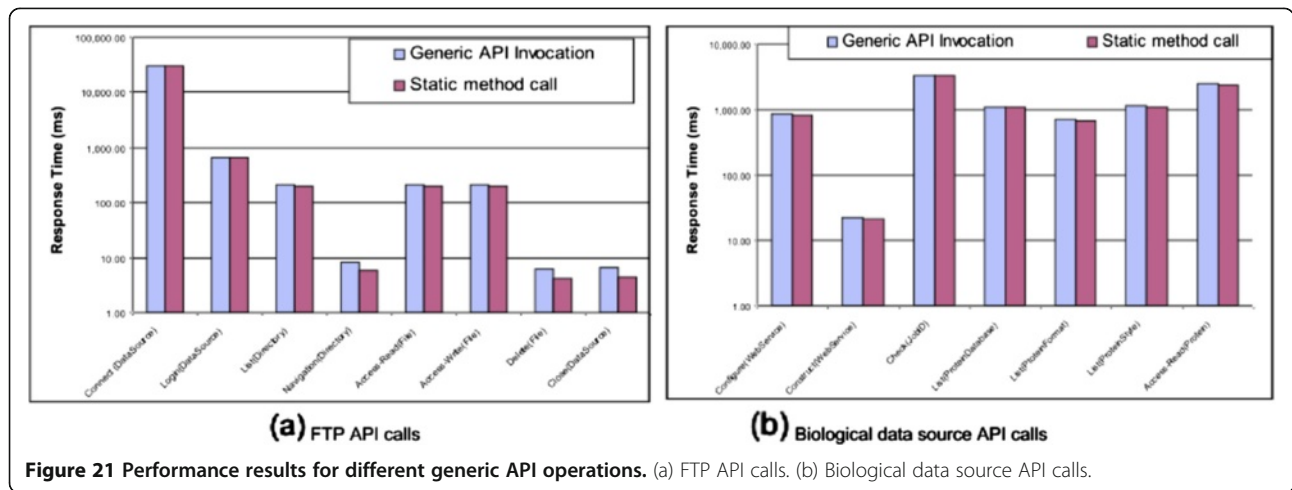 100,000.00
10,000.00
1,000.00
100.00
10.00
1.00
Response Time (ms)
Generic API Invocation
Static method call
Connect (DataSource)
Login(DataSource)
List(Directory)
Navigation(Directory)
Access-Read(File)
Access-Write(File)
Delete(File)
Close(DataSource)
(a) FTP API calls
10,000.00
1,000.00
100.00
10.00
1.00
Response Time (ms)
Generic API Invocation
Static method call
Configure(WebService)
Construct(WebService)
Check(JobID)
List(ProteinDatabase)
List(ProteinFormat)
List(ProteinStyle)
Access-Read(Protein)
(b) Biological data source API calls
Figure 21 Performance results for different generic API operations. (a) FTP API calls. (b) Biological data source API calls.